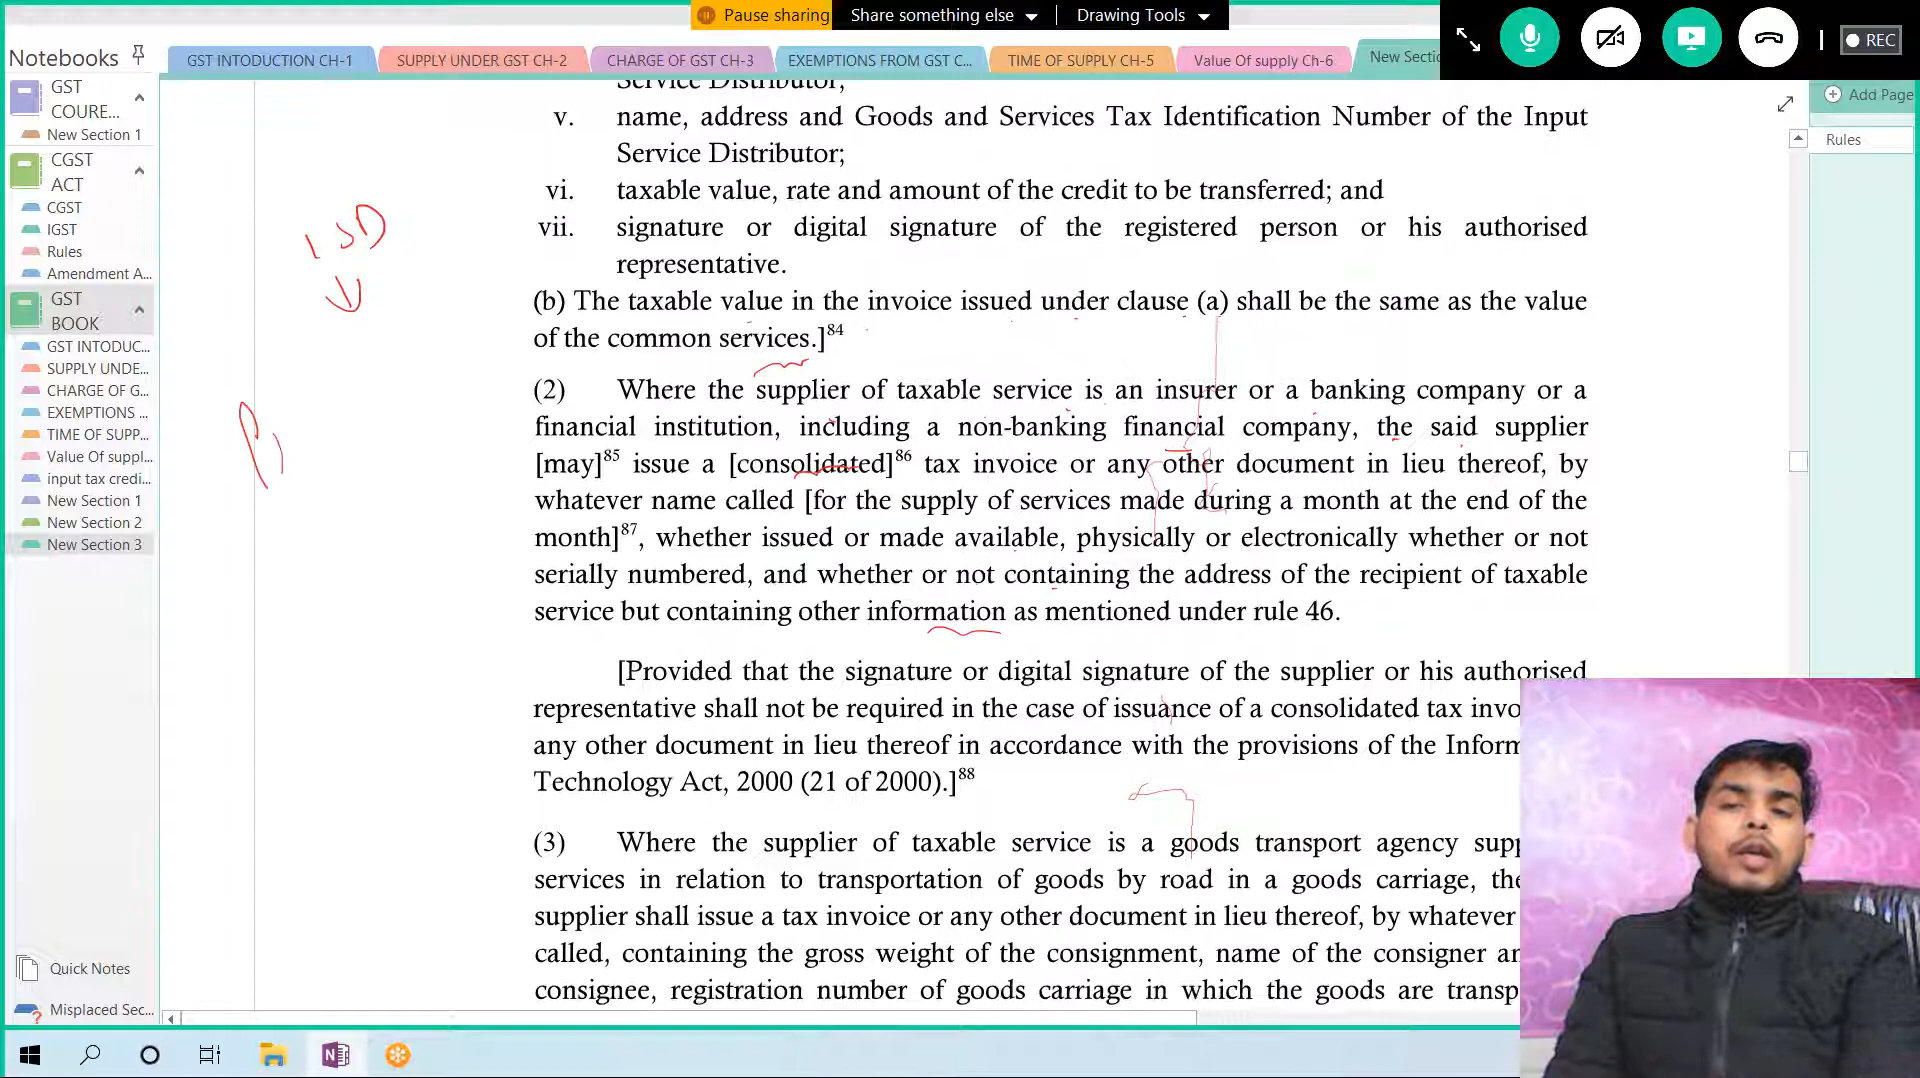 Pause sharing
Share something else
Drawing Tools
REC
Notebooks
GST INTODUCTION CH-1
SUPPLY UNDER GST CH-2
CHARGE OF GST CH-3
EXEMPTIONS FROM GST C...
TIME OF SUPPLY CH-5
Value Of supply Ch-6
New Sectio
Add Page
Rules
GST
COURE...
New Section 1
CGST
ACT
CGST
IGST
Rules
Amendment A...
GST
BOOK
GST INTODUC...
SUPPLY UNDE...
CHARGE OF G...
EXEMPTIONS ...
TIME OF SUPP...
Value Of suppl...
input tax credi...
New Section 1
New Section 2
New Section 3
Quick Notes
Misplaced Sec...
ISD
Service Distributor;
v. name, address and Goods and Services Tax Identification Number of the Input
Service Distributor;
vi. taxable value, rate and amount of the credit to be transferred; and
vii. signature or digital signature of the registered person or his authorised
representative.
(b) The taxable value in the invoice issued under clause (a) shall be the same as the value
of the common services.]84
(2) Where the supplier of taxable service is an insurer or a banking company or a
financial institution, including a non-banking financial company, the said supplier
[may]85 issue a [consolidated]86 tax invoice or any other document in lieu thereof, by
whatever name called [for the supply of services made during a month at the end of the
month]87, whether issued or made available, physically or electronically whether or not
serially numbered, and whether or not containing the address of the recipient of taxable
service but containing other information as mentioned under rule 46.
[Provided that the signature or digital signature of the supplier or his authorised
representative shall not be required in the case of issuance of a consolidated tax invo
any other document in lieu thereof in accordance with the provisions of the Inform
Technology Act, 2000 (21 of 2000).]88
(3) Where the supplier of taxable service is a goods transport agency supp
services in relation to transportation of goods by road in a goods carriage, the
supplier shall issue a tax invoice or any other document in lieu thereof, by whatever
called, containing the gross weight of the consignment, name of the consigner an
consignee, registration number of goods carriage in which the goods are transp